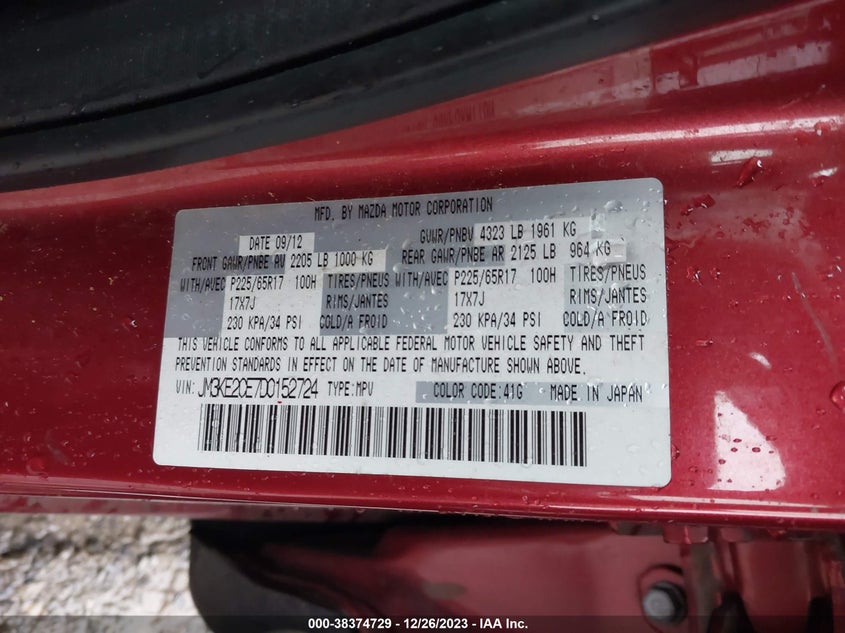 MFD. BY MAZDA MOTOR CORPORATION
DATE 09/12 GVWR/PNBV 4323 LB 1961 KG
FRONT GAWR/PNBE AV 2205 LB 1000 KG REAR GAWR/PNBE AR 2125 LB 964 KG
WITH/AVEC P225/65R17 100H TIRES/PNEUS WITH/AVEC P225/65R17 100H TIRES/PNEUS
17X7J RIMS/JANTES 17X7J RIMS/JANTES
230 KPA/34 PSI COLD/A FROID 230 KPA/34 PSI COLD/A FROID
THIS VEHICLE CONFORMS TO ALL APPLICABLE FEDERAL MOTOR VEHICLE SAFETY AND THEFT
PREVENTION STANDARDS IN EFFECT ON THE DATE OF MANUFACTURE SHOWN ABOVE.
VIN: JM3KE2CE7D0152724 TYPE:MPV COLOR CODE:41G MADE IN JAPAN
000-38374729 – 12/26/2023 – IAA Inc.